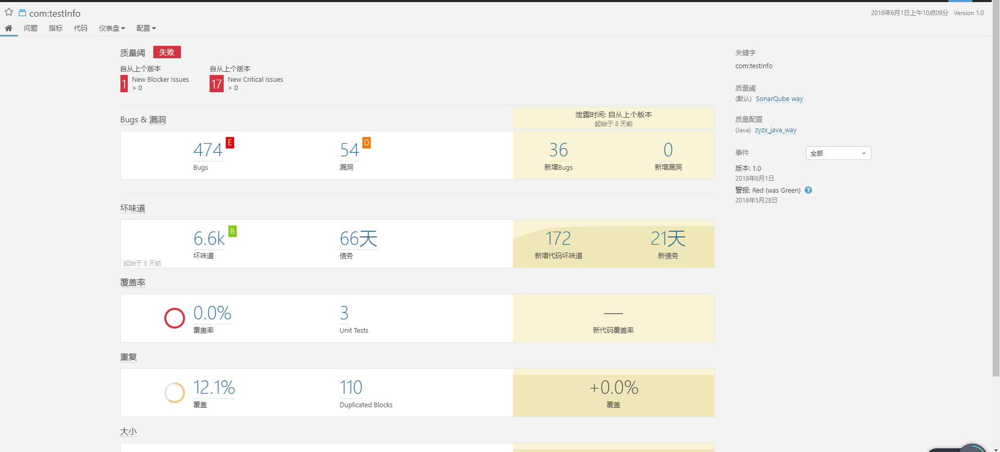 com:testInfo
2018年6月1日上午10点09分 Version 1.0
问题 指标 代码 仪表盘 配置
质量阈 失败
自从上个版本 自从上个版本
1 New Blocker Issues 17 New Critical Issues
> 0 > 0
Bugs & 漏洞
泄露时间: 自从上个版本
起始于 8 天前
474 E 54 D 36 0
Bugs 漏洞 新增Bugs 新增漏洞
坏味道
6.6k B 66天 172 21天
坏味道 债务 新增代码坏味道 新债务
起始于 8 天前
覆盖率
0.0% 3 —
覆盖率 Unit Tests 新代码覆盖率
重复
12.1% 110 +0.0%
覆盖 Duplicated Blocks 覆盖
大小
关键字
com:testInfo
质量阈
(默认) SonarQube way
质量配置
(Java) zyzx_java_way
事件 全部
版本: 1.0
2018年6月1日
警报: Red (was Green) ?
2018年5月28日